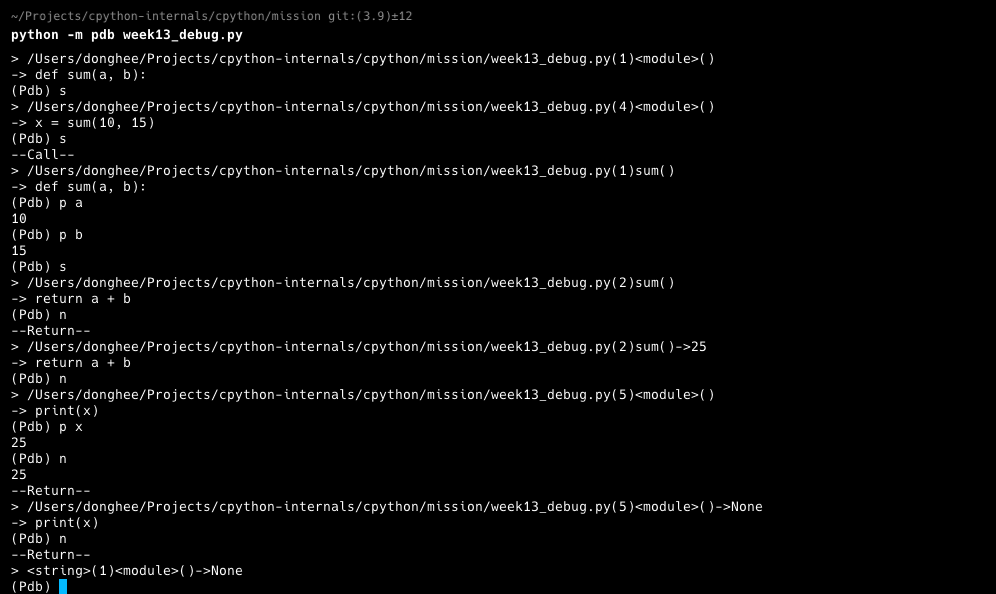 ~/Projects/cpython-internals/cpython/mission git:(3.9)±12
python -m pdb week13_debug.py
> /Users/donghee/Projects/cpython-internals/cpython/mission/week13_debug.py(1)<module>()
-> def sum(a, b):
(Pdb) s
> /Users/donghee/Projects/cpython-internals/cpython/mission/week13_debug.py(4)<module>()
-> x = sum(10, 15)
(Pdb) s
--Call--
> /Users/donghee/Projects/cpython-internals/cpython/mission/week13_debug.py(1)sum()
-> def sum(a, b):
(Pdb) p a
10
(Pdb) p b
15
(Pdb) s
> /Users/donghee/Projects/cpython-internals/cpython/mission/week13_debug.py(2)sum()
-> return a + b
(Pdb) n
--Return--
> /Users/donghee/Projects/cpython-internals/cpython/mission/week13_debug.py(2)sum()->25
-> return a + b
(Pdb) n
> /Users/donghee/Projects/cpython-internals/cpython/mission/week13_debug.py(5)<module>()
-> print(x)
(Pdb) p x
25
(Pdb) n
25
--Return--
> /Users/donghee/Projects/cpython-internals/cpython/mission/week13_debug.py(5)<module>()->None
-> print(x)
(Pdb) n
--Return--
> <string>(1)<module>()->None
(Pdb)